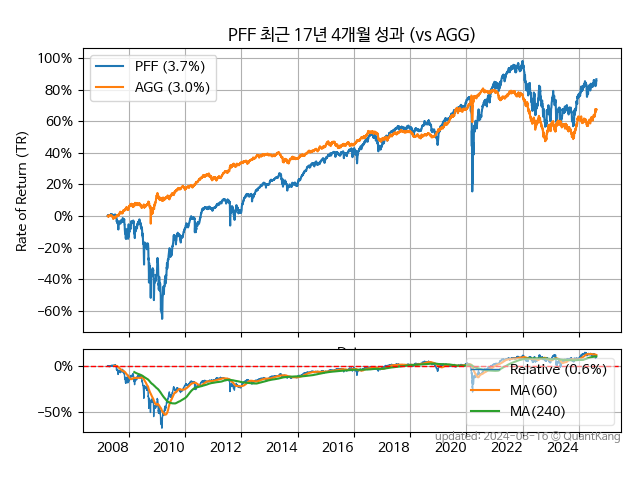 PFF 최근 17년 4개월 성과 (vs AGG)
PFF (3.7%)
AGG (3.0%)
Rate of Return (TR)
100%
80%
60%
40%
20%
0%
−20%
−40%
−60%
0%
−50%
Relative (0.6%)
MA(60)
MA(240)
2008 2010 2012 2014 2016 2018 2020 2022 2024
updated: 2024-08-16 © QuantKang